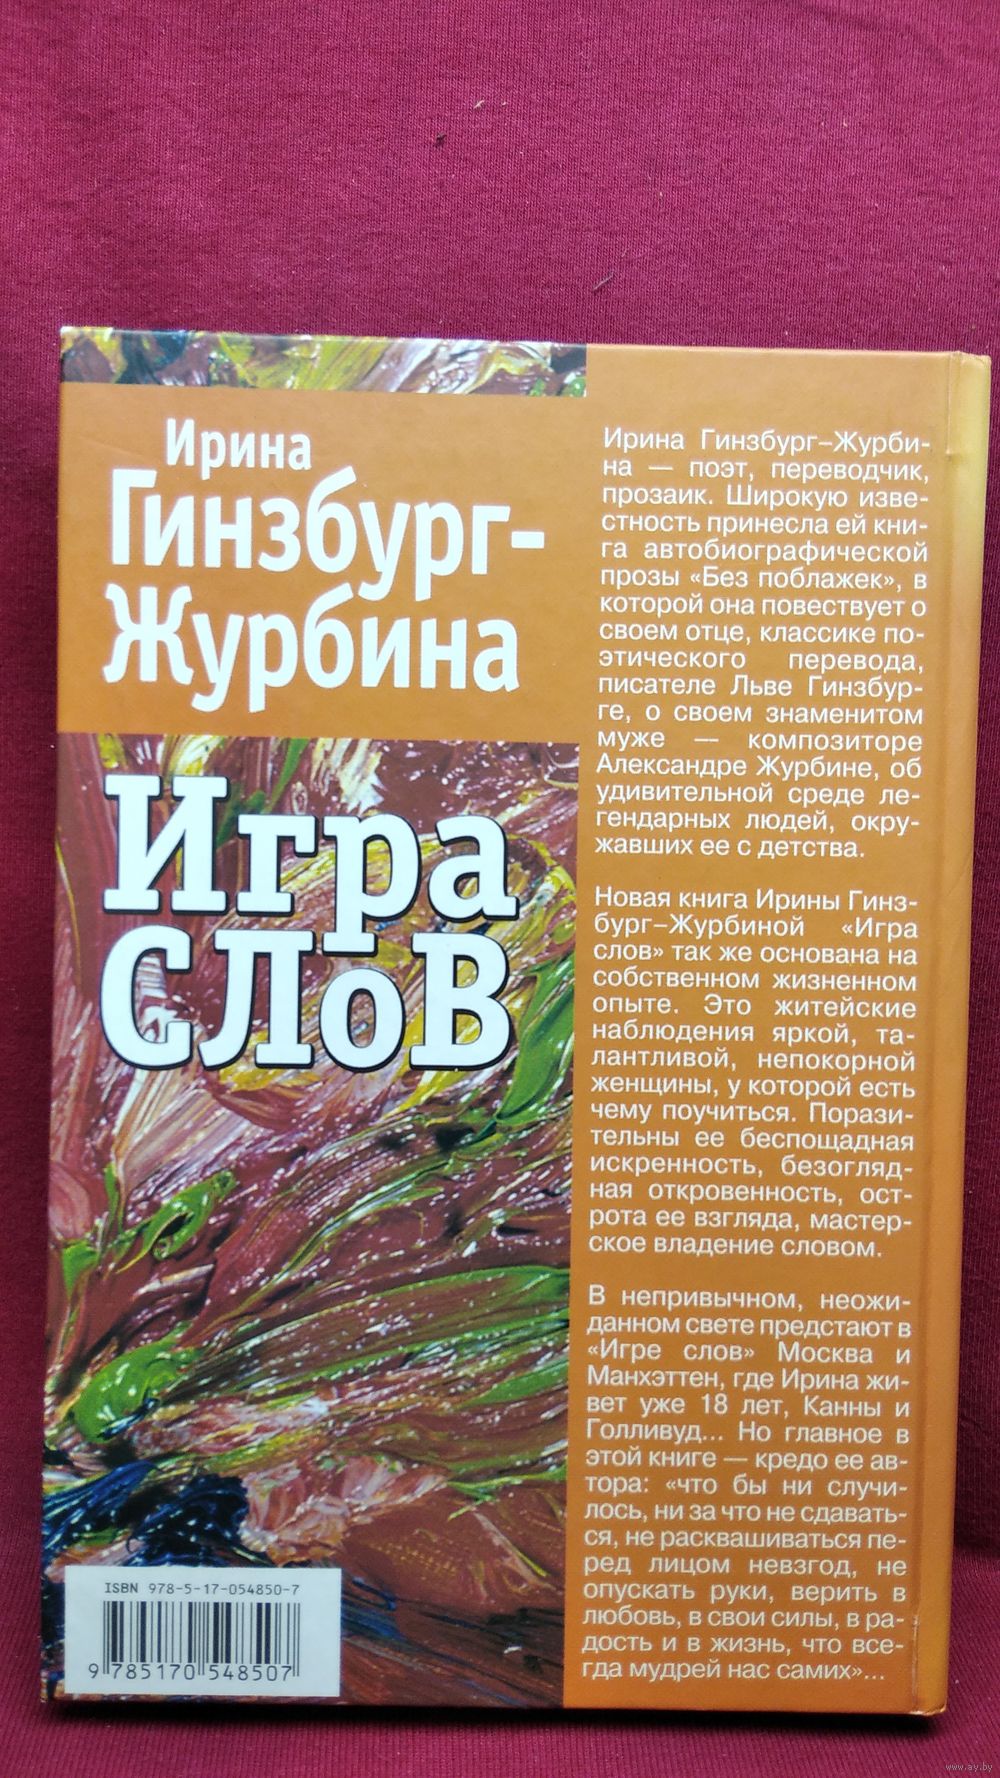 Ирина
Гинзбург-
Журбина
Игра
СЛоВ
Ирина Гинзбург–Журби-
на — поэт, переводчик,
прозаик. Широкую изве-
стность принесла ей кни-
га автобиографической
прозы «Без поблажек», в
которой она повествует о
своем отце, классике по-
этического перевода,
писателе Льве Гинзбур-
ге, о своем знаменитом
муже — композиторе
Александре Журбине, об
удивительной среде ле-
гендарных людей, окру-
жавших ее с детства.
Новая книга Ирины Гинз-
бург–Журбиной «Игра
слов» так же основана на
собственном жизненном
опыте. Это житейские
наблюдения яркой, та-
лантливой, непокорной
женщины, у которой есть
чему поучиться. Порази-
тельны ее беспощадная
искренность, безогляд-
ная откровенность, ост-
рота ее взгляда, мастер-
ское владение словом.
В непривычном, неожи-
данном свете предстают в
«Игре слов» Москва и
Манхэттен, где Ирина жи-
вет уже 18 лет, Канны и
Голливуд... Но главное в
этой книге — кредо ее ав-
тора: «что бы ни случи-
лось, ни за что не сдавать-
ся, не расквашиваться пе-
ред лицом невзгод, не
опускать руки, верить в
любовь, в свои силы, в ра-
дость и в жизнь, что все-
гда мудрей нас самих»...
ISBN 978-5-17-054850-7
9 785170 548507
www.ay.by